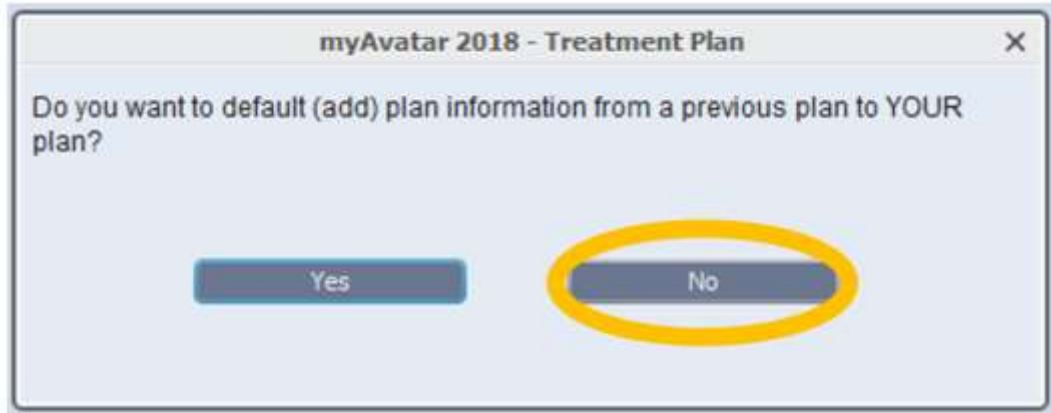 myAvatar 2018 - Treatment Plan
Do you want to default (add) plan information from a previous plan to YOUR
plan?
Yes
No